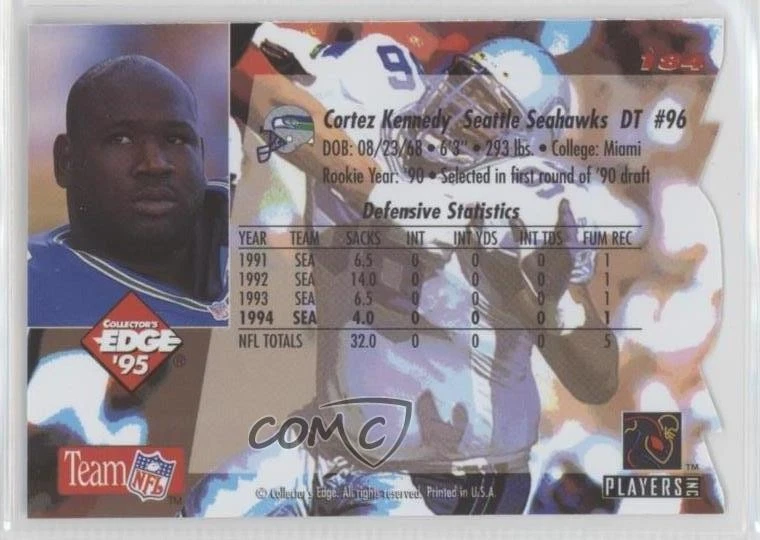 184
9
Cortez Kennedy Seattle Seahawks DT #96
DOB: 08/23/68 • 6'3" • 293 lbs. • College: Miami
Rookie Year: '90 • Selected in first round of '90 draft
Defensive Statistics
YEAR TEAM SACKS INT INT YDS INT TDS FUM REC
1991 SEA 6.5 0 0 0 1
1992 SEA 14.0 0 0 0 1
1993 SEA 6.5 0 0 0 1
1994 SEA 4.0 0 0 0 1
NFL TOTALS 32.0 0 0 0 5
COLLECTOR'S
EDGE
'95
®
COMC
Team NFL
TM
© Collector's Edge. All rights reserved. Printed in U.S.A.
TM
PLAYERS INC